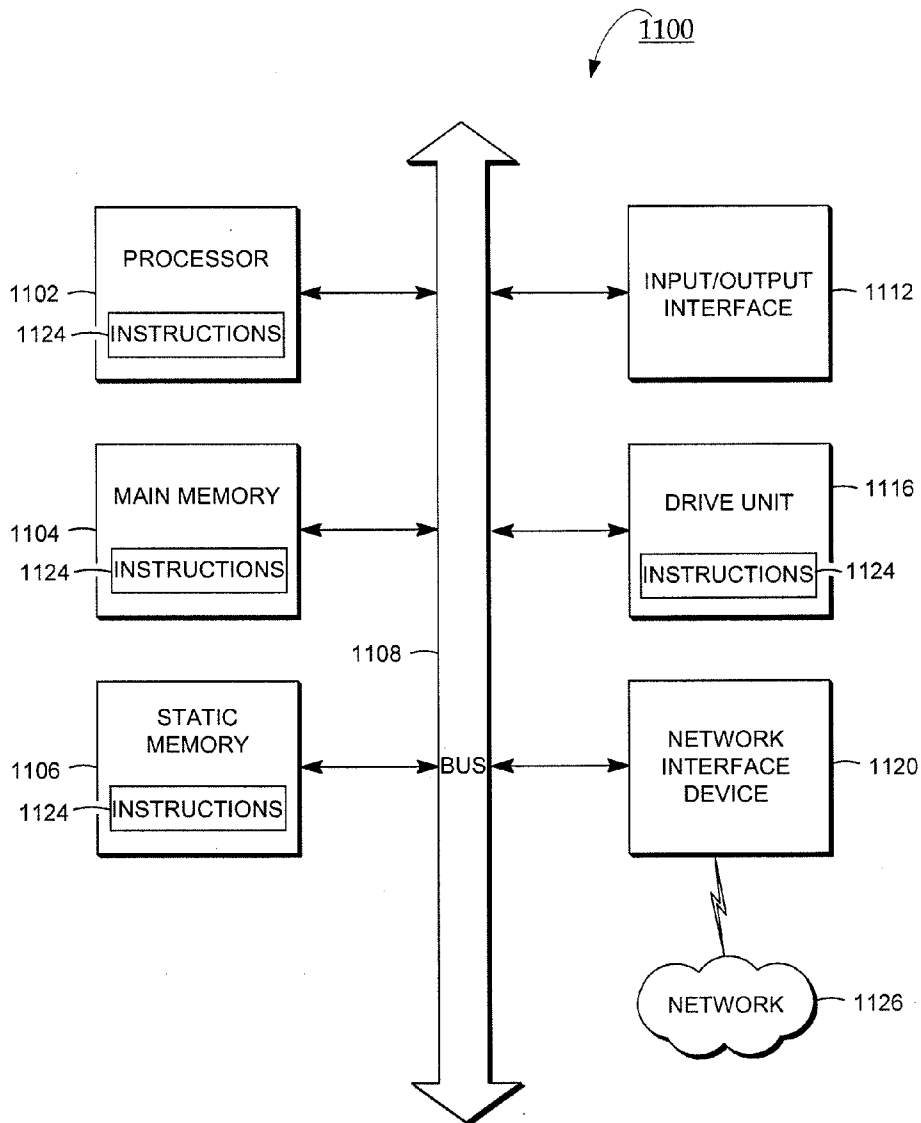 1100
PROCESSOR
1102
1124
INSTRUCTIONS
INPUT/OUTPUT
INTERFACE
1112
MAIN MEMORY
1104
1124
INSTRUCTIONS
DRIVE UNIT
1116
INSTRUCTIONS
1124
1108
STATIC
MEMORY
1106
1124
INSTRUCTIONS
BUS
NETWORK
INTERFACE
DEVICE
1120
NETWORK
1126